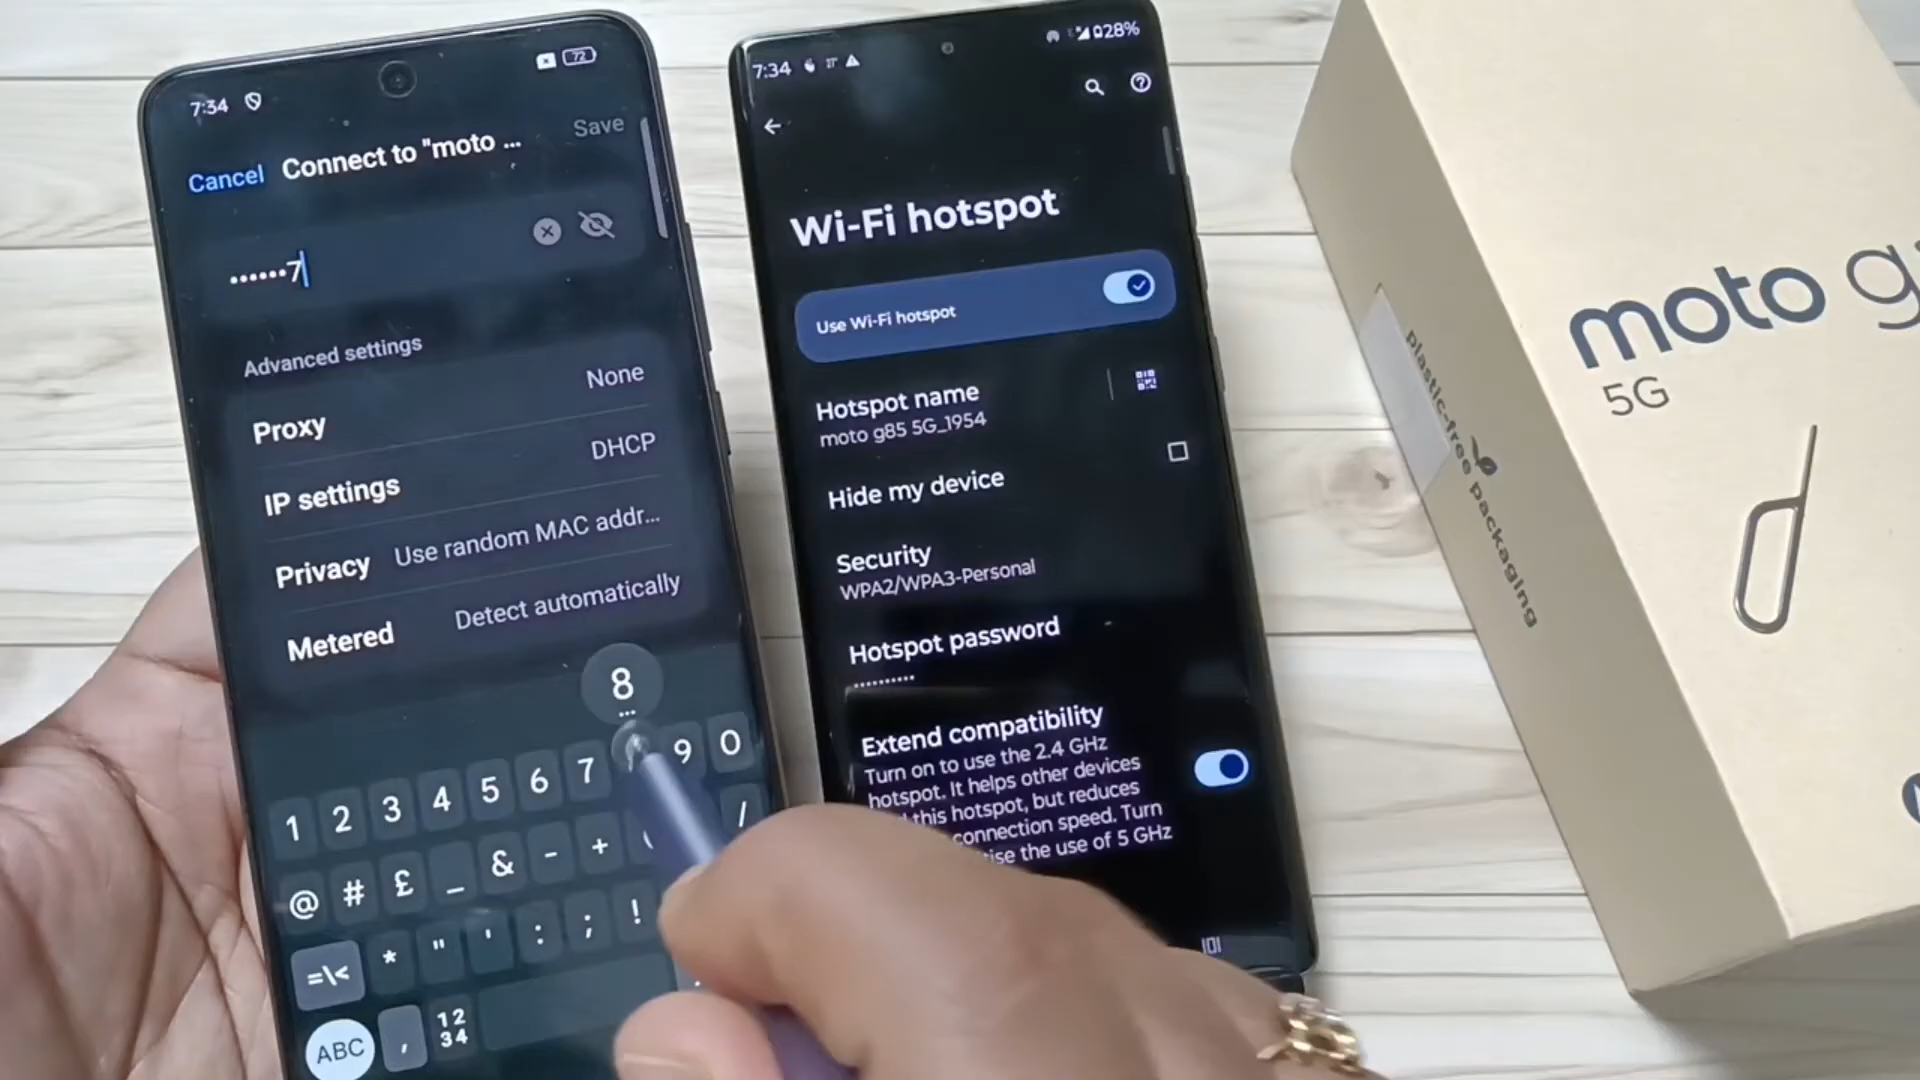 7:34
72
Cancel
Connect to "moto ...
Save
••••••7
Advanced settings
Proxy
None
IP settings
DHCP
Privacy
Use random MAC addr...
Metered
Detect automatically
8
...
1 2 3 4 5 6 7 9 0
@ # £ _ & - + ( /
=\< * " ' : ; !
ABC , 12
34
7:34
28%
Wi-Fi hotspot
Use Wi-Fi hotspot
Hotspot name
moto g85 5G_1954
Hide my device
Security
WPA2/WPA3-Personal
Hotspot password
••••••••••
Extend compatibility
Turn on to use the 2.4 GHz
hotspot. It helps other devices
this hotspot, but reduces
connection speed. Turn
the use of 5 GHz
moto g
5G
plastic-free packaging